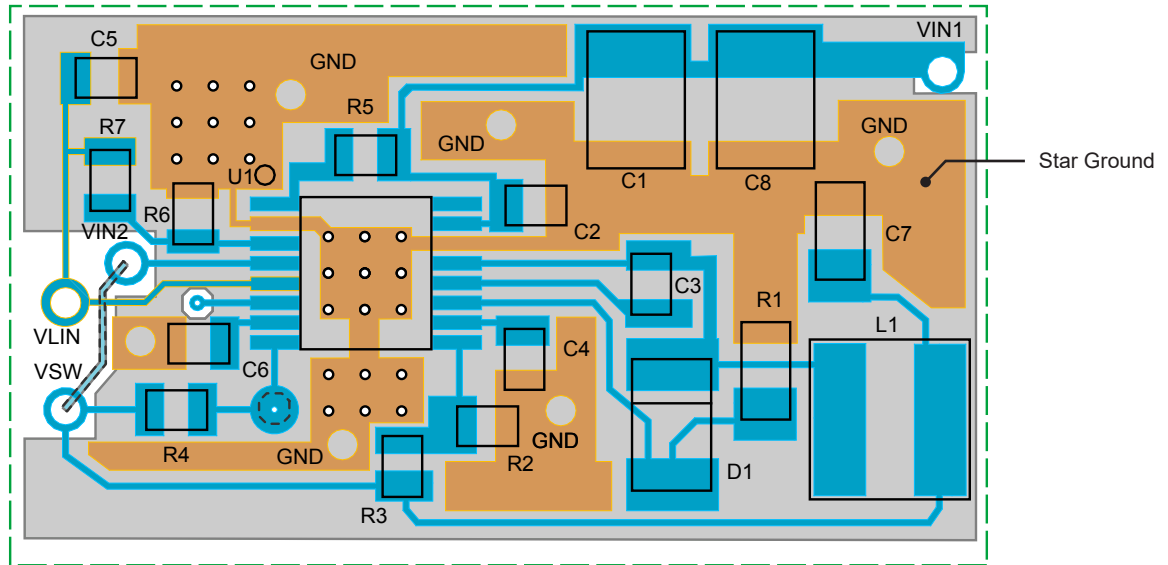 C5
VIN1
GND
R5
R7
GND
GND
Star Ground
U1
C1
C8
R6
VIN2
C2
C7
C3
R1
VLIN
L1
VSW
C6
C4
R4
GND
R2
GND
D1
R3